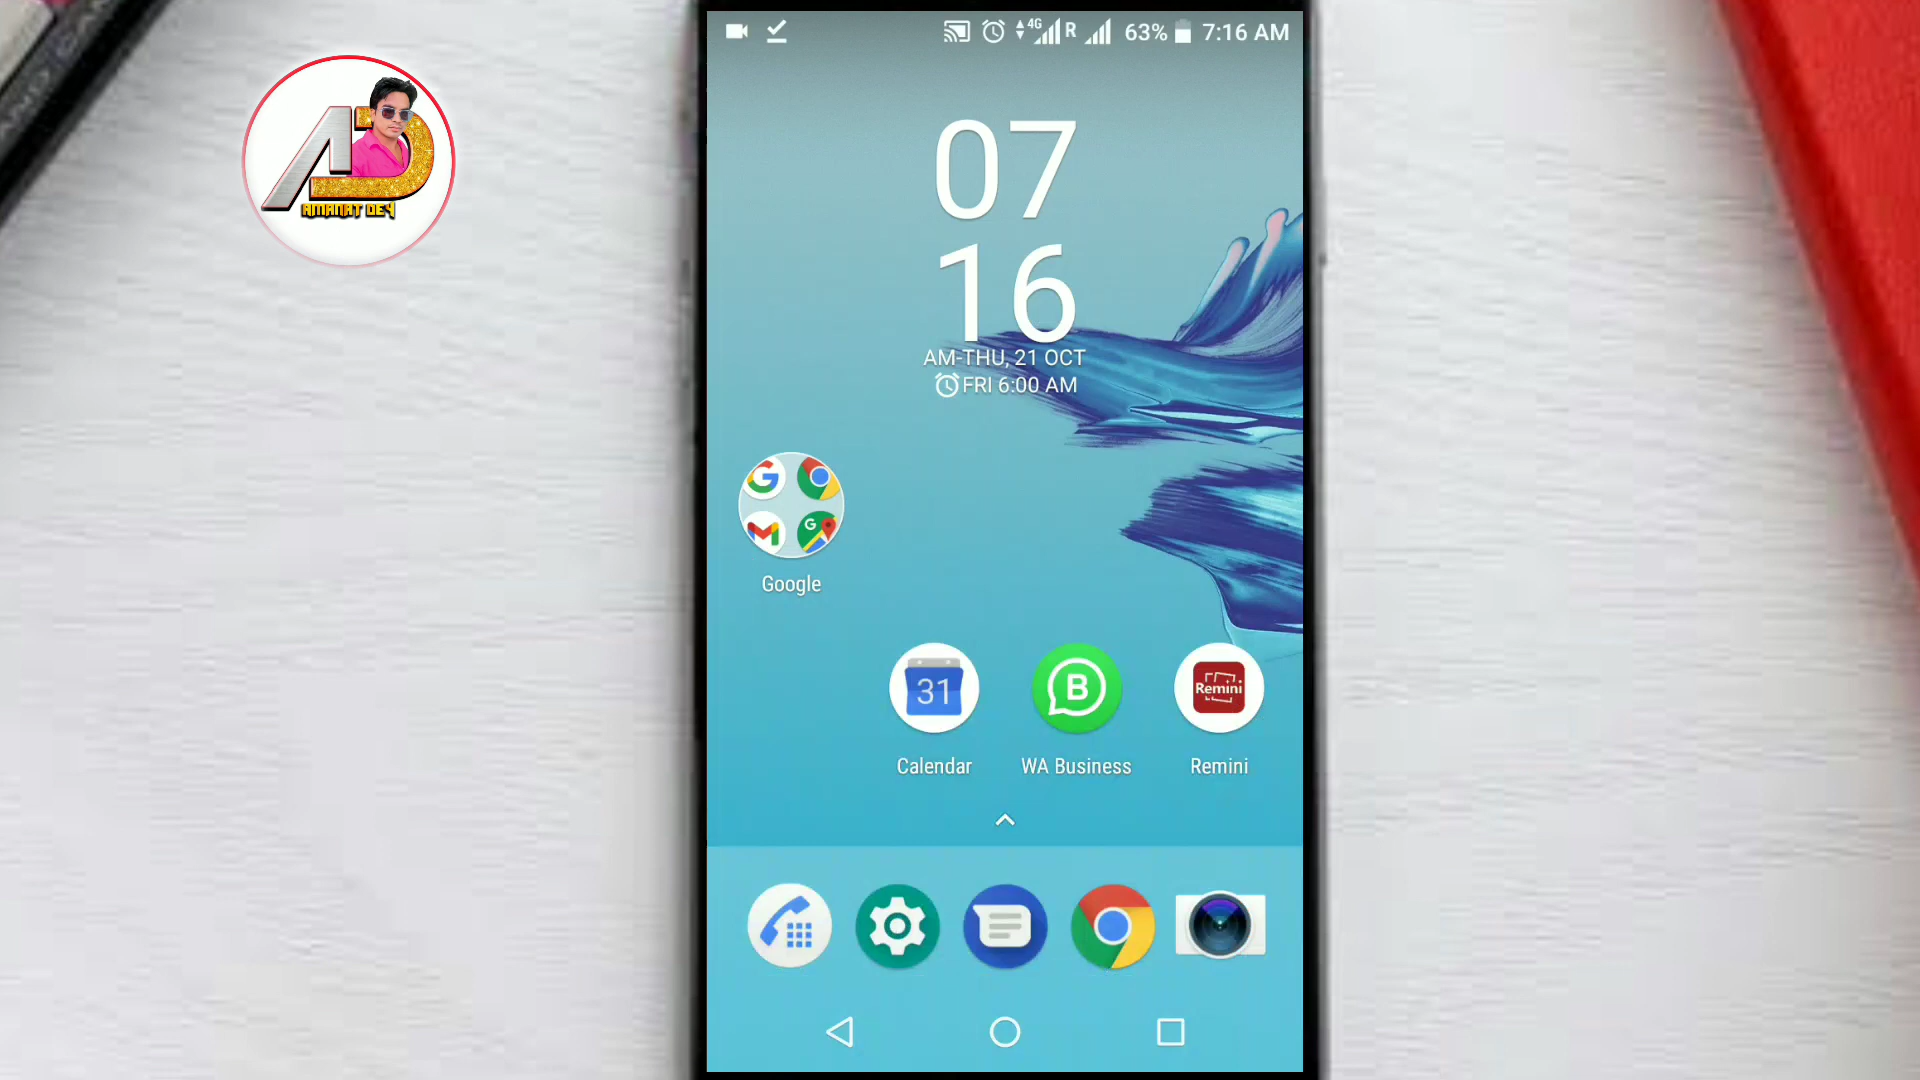 4G R 63% 7:16 AM
AMANAT DEY
07
16
AM-THU, 21 OCT
FRI 6:00 AM
Google
31
Calendar
B
WA Business
Remini
Remini